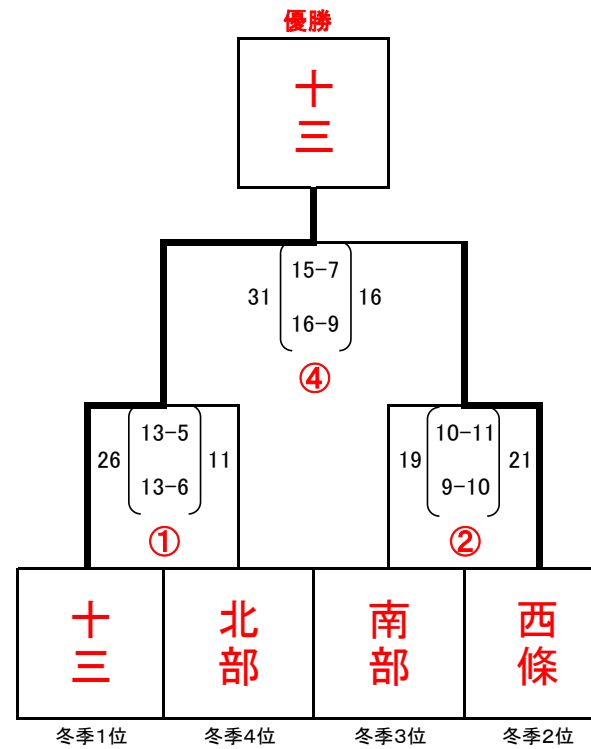 優勝
十三
15-7
31 16
16-9
④
13-5
26 11
13-6
①
10-11
19 21
9-10
②
十三
北部
南部
西條
冬季1位
冬季4位
冬季3位
冬季2位